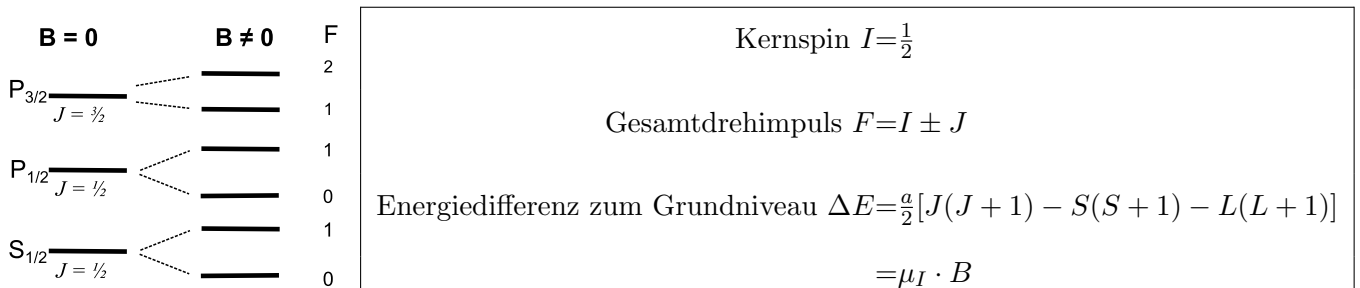 B = 0 B ≠ 0 F
2
P3/2
J = 3/2
1
1
P1/2
J = 1/2
0
1
S1/2
J = 1/2
0
Kernspin I=1/2
Gesamtdrehimpuls F=I ± J
Energiedifferenz zum Grundniveau ΔE=a/2[J(J + 1) − S(S + 1) − L(L + 1)]
=μI · B